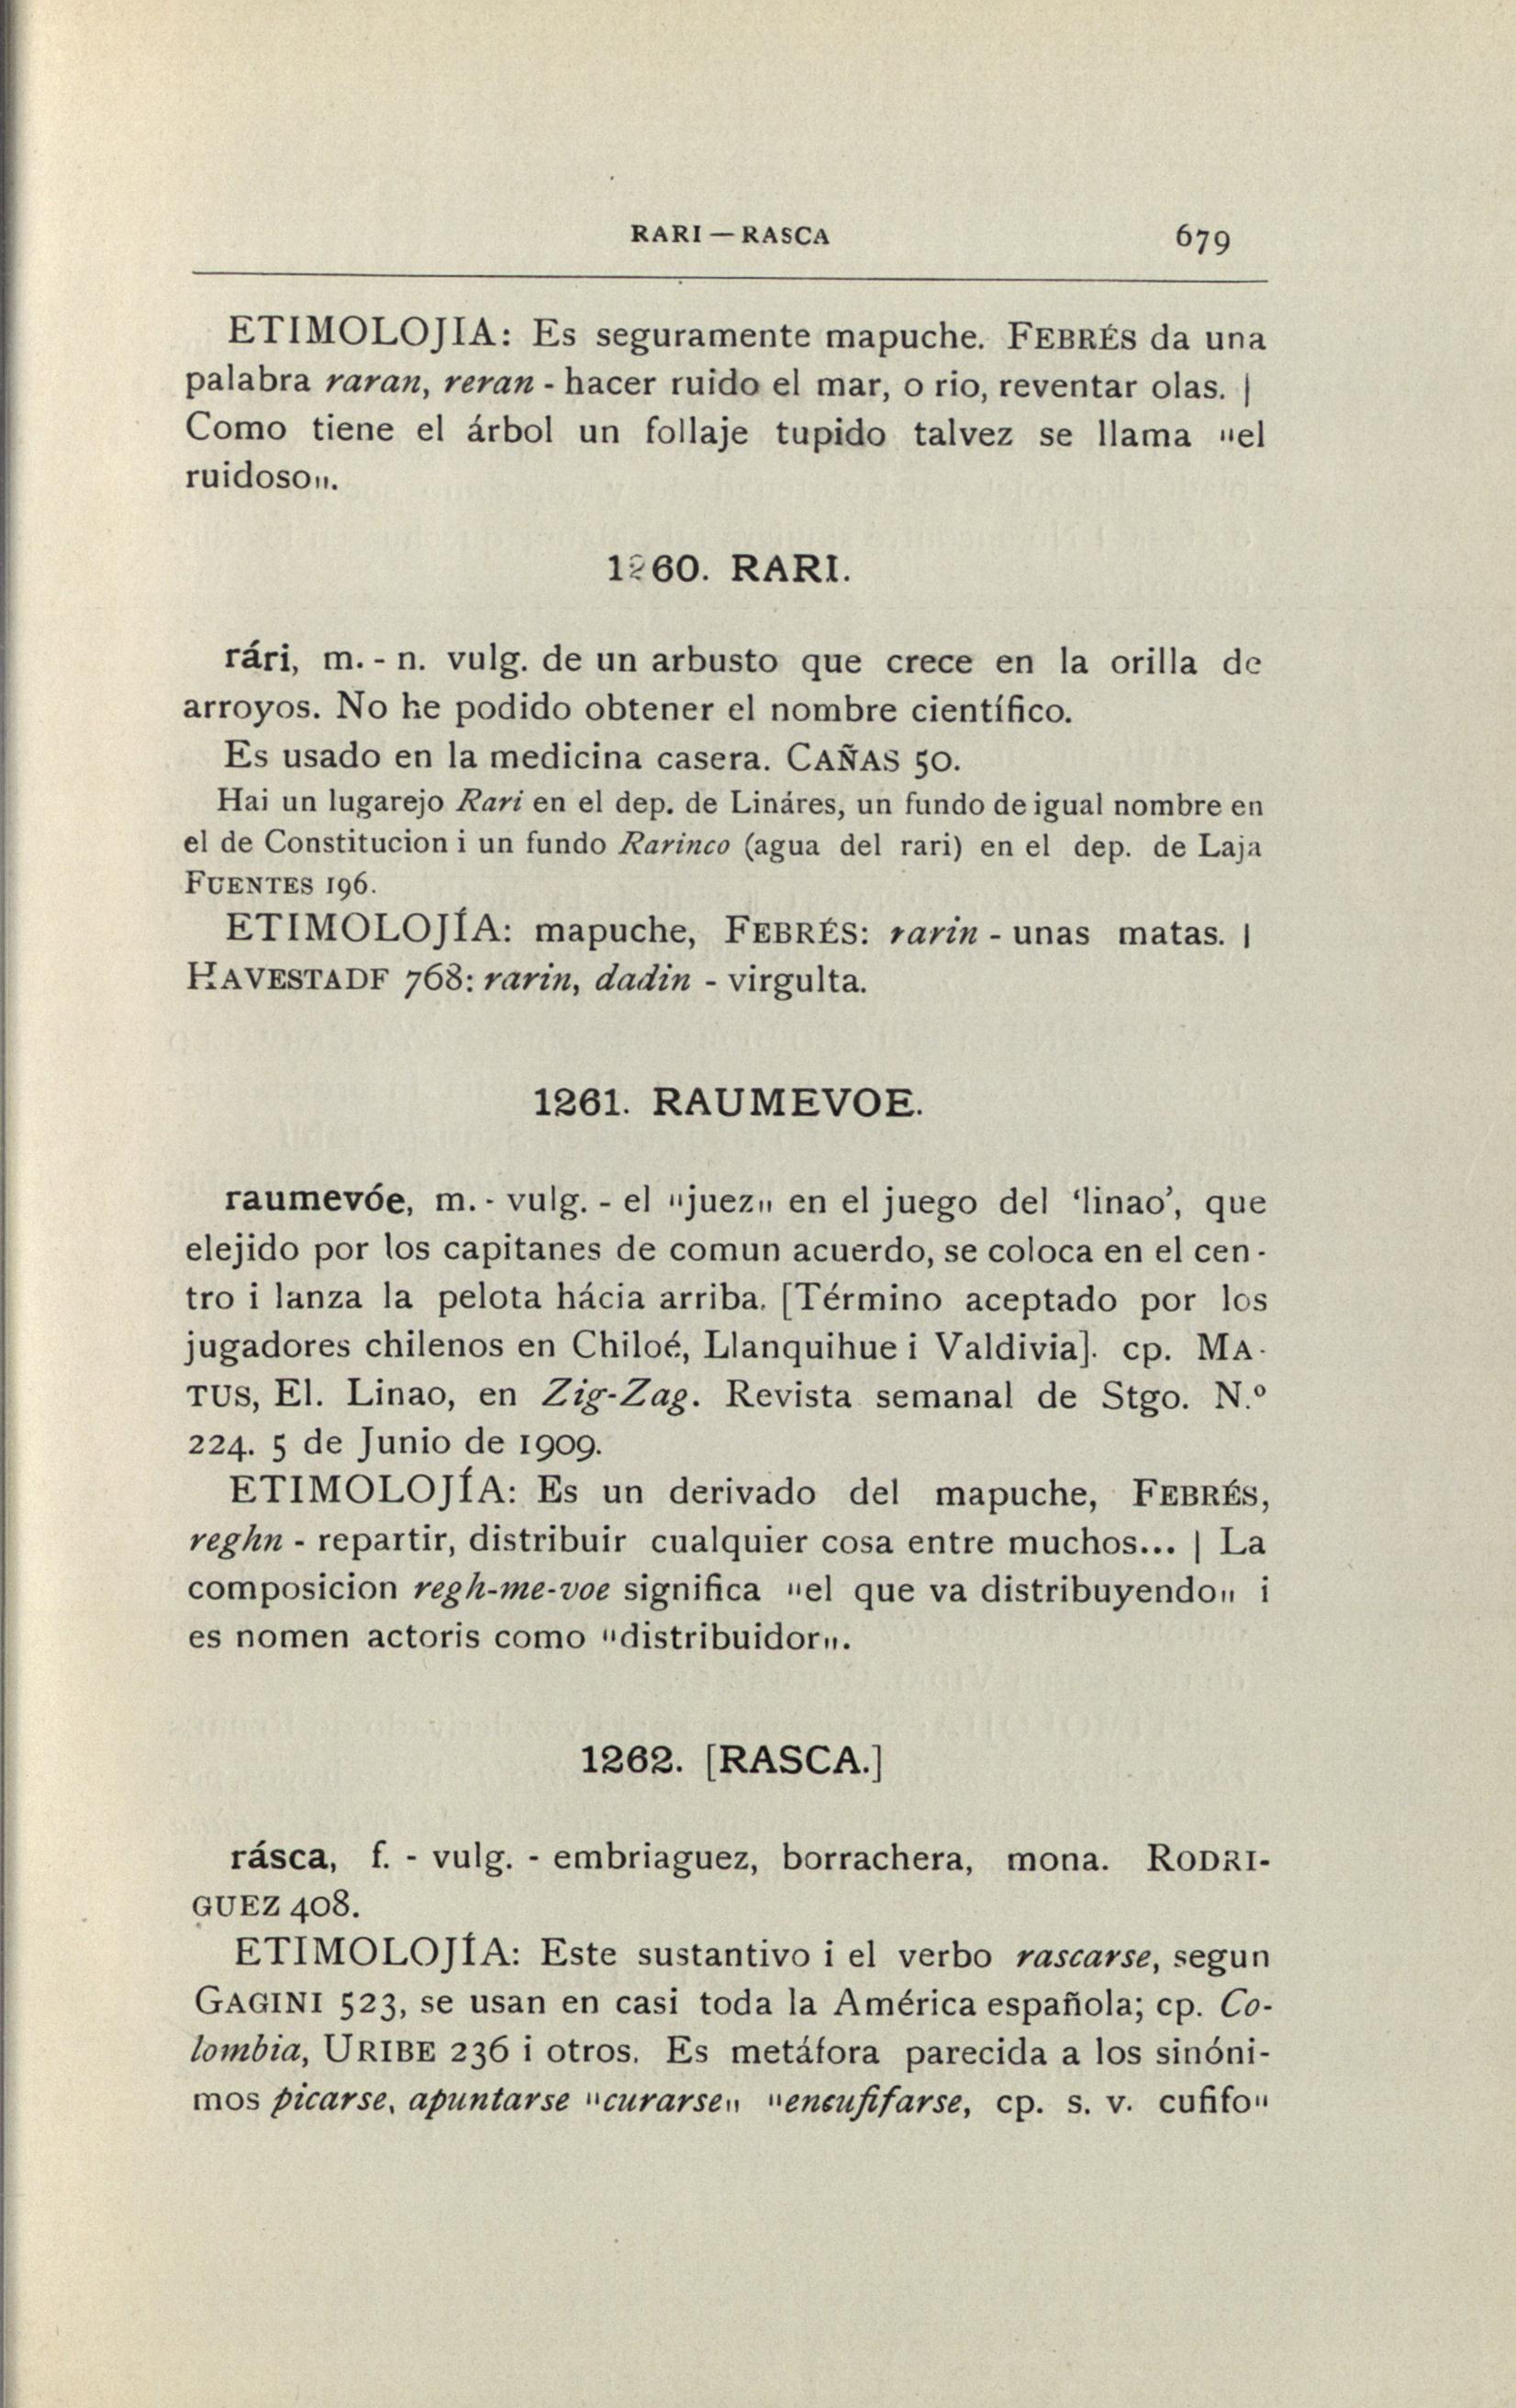 RARI — RASCA 679
ETIMOLOJIA: Es seguramente mapuche. FEBRÉS da una
palabra raran, reran - hacer ruido el mar, o rio, reventar olas. |
Como tiene el árbol un follaje tupido talvez se llama "el
ruidoso".
1260. RARI.
rári, m. - n. vulg. de un arbusto que crece en la orilla de
arroyos. No he podido obtener el nombre científico.
Es usado en la medicina casera. CAÑAS 50.
Hai un lugarejo Rari en el dep. de Lináres, un fundo de igual nombre en
el de Constitucion i un fundo Rarinco (agua del rari) en el dep. de Laja
FUENTES 196.
ETIMOLOJÍA: mapuche, FEBRÉS: rarin - unas matas. |
HAVESTADF 768: rarin, dadin - virgulta.
1261. RAUMEVOE.
raumevóe, m. - vulg. - el "juez" en el juego del 'linao', que
elejido por los capitanes de comun acuerdo, se coloca en el cen-
tro i lanza la pelota hácia arriba. [Término aceptado por los
jugadores chilenos en Chiloé, Llanquihue i Valdivia]. cp. MA-
TUS, El. Linao, en Zig-Zag. Revista semanal de Stgo. N.º
224. 5 de Junio de 1909.
ETIMOLOJÍA: Es un derivado del mapuche, FEBRÉS,
reghn - repartir, distribuir cualquier cosa entre muchos... | La
composicion regh-me-voe significa "el que va distribuyendo" i
es nomen actoris como "distribuidor".
1262. [RASCA.]
rásca, f. - vulg. - embriaguez, borrachera, mona. RODRI-
GUEZ 408.
ETIMOLOJÍA: Este sustantivo i el verbo rascarse, segun
GAGINI 523, se usan en casi toda la América española; cp. Co-
lombia, URIBE 236 i otros. Es metáfora parecida a los sinóni-
mos picarse, apuntarse "curarse" "encufifarse, cp. s. v. cufifo"